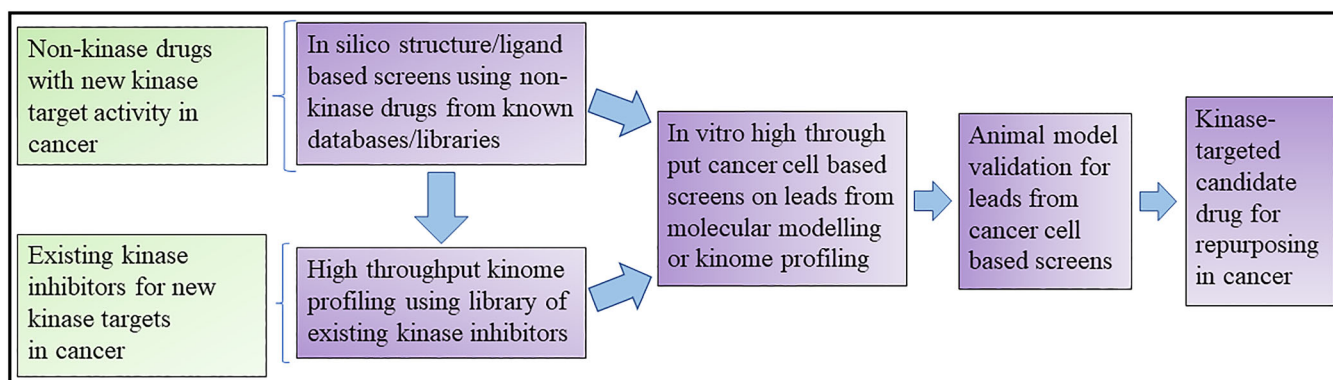 Non-kinase drugs
with new kinase
target activity in
cancer
In silico structure/ligand
based screens using non-
kinase drugs from known
databases/libraries
Existing kinase
inhibitors for new
kinase targets
in cancer
High throughput kinome
profiling using library of
existing kinase inhibitors
In vitro high through
put cancer cell based
screens on leads from
molecular modelling
or kinome profiling
Animal model
validation for
leads from
cancer cell
based screens
Kinase-
targeted
candidate
drug for
repurposing
in cancer